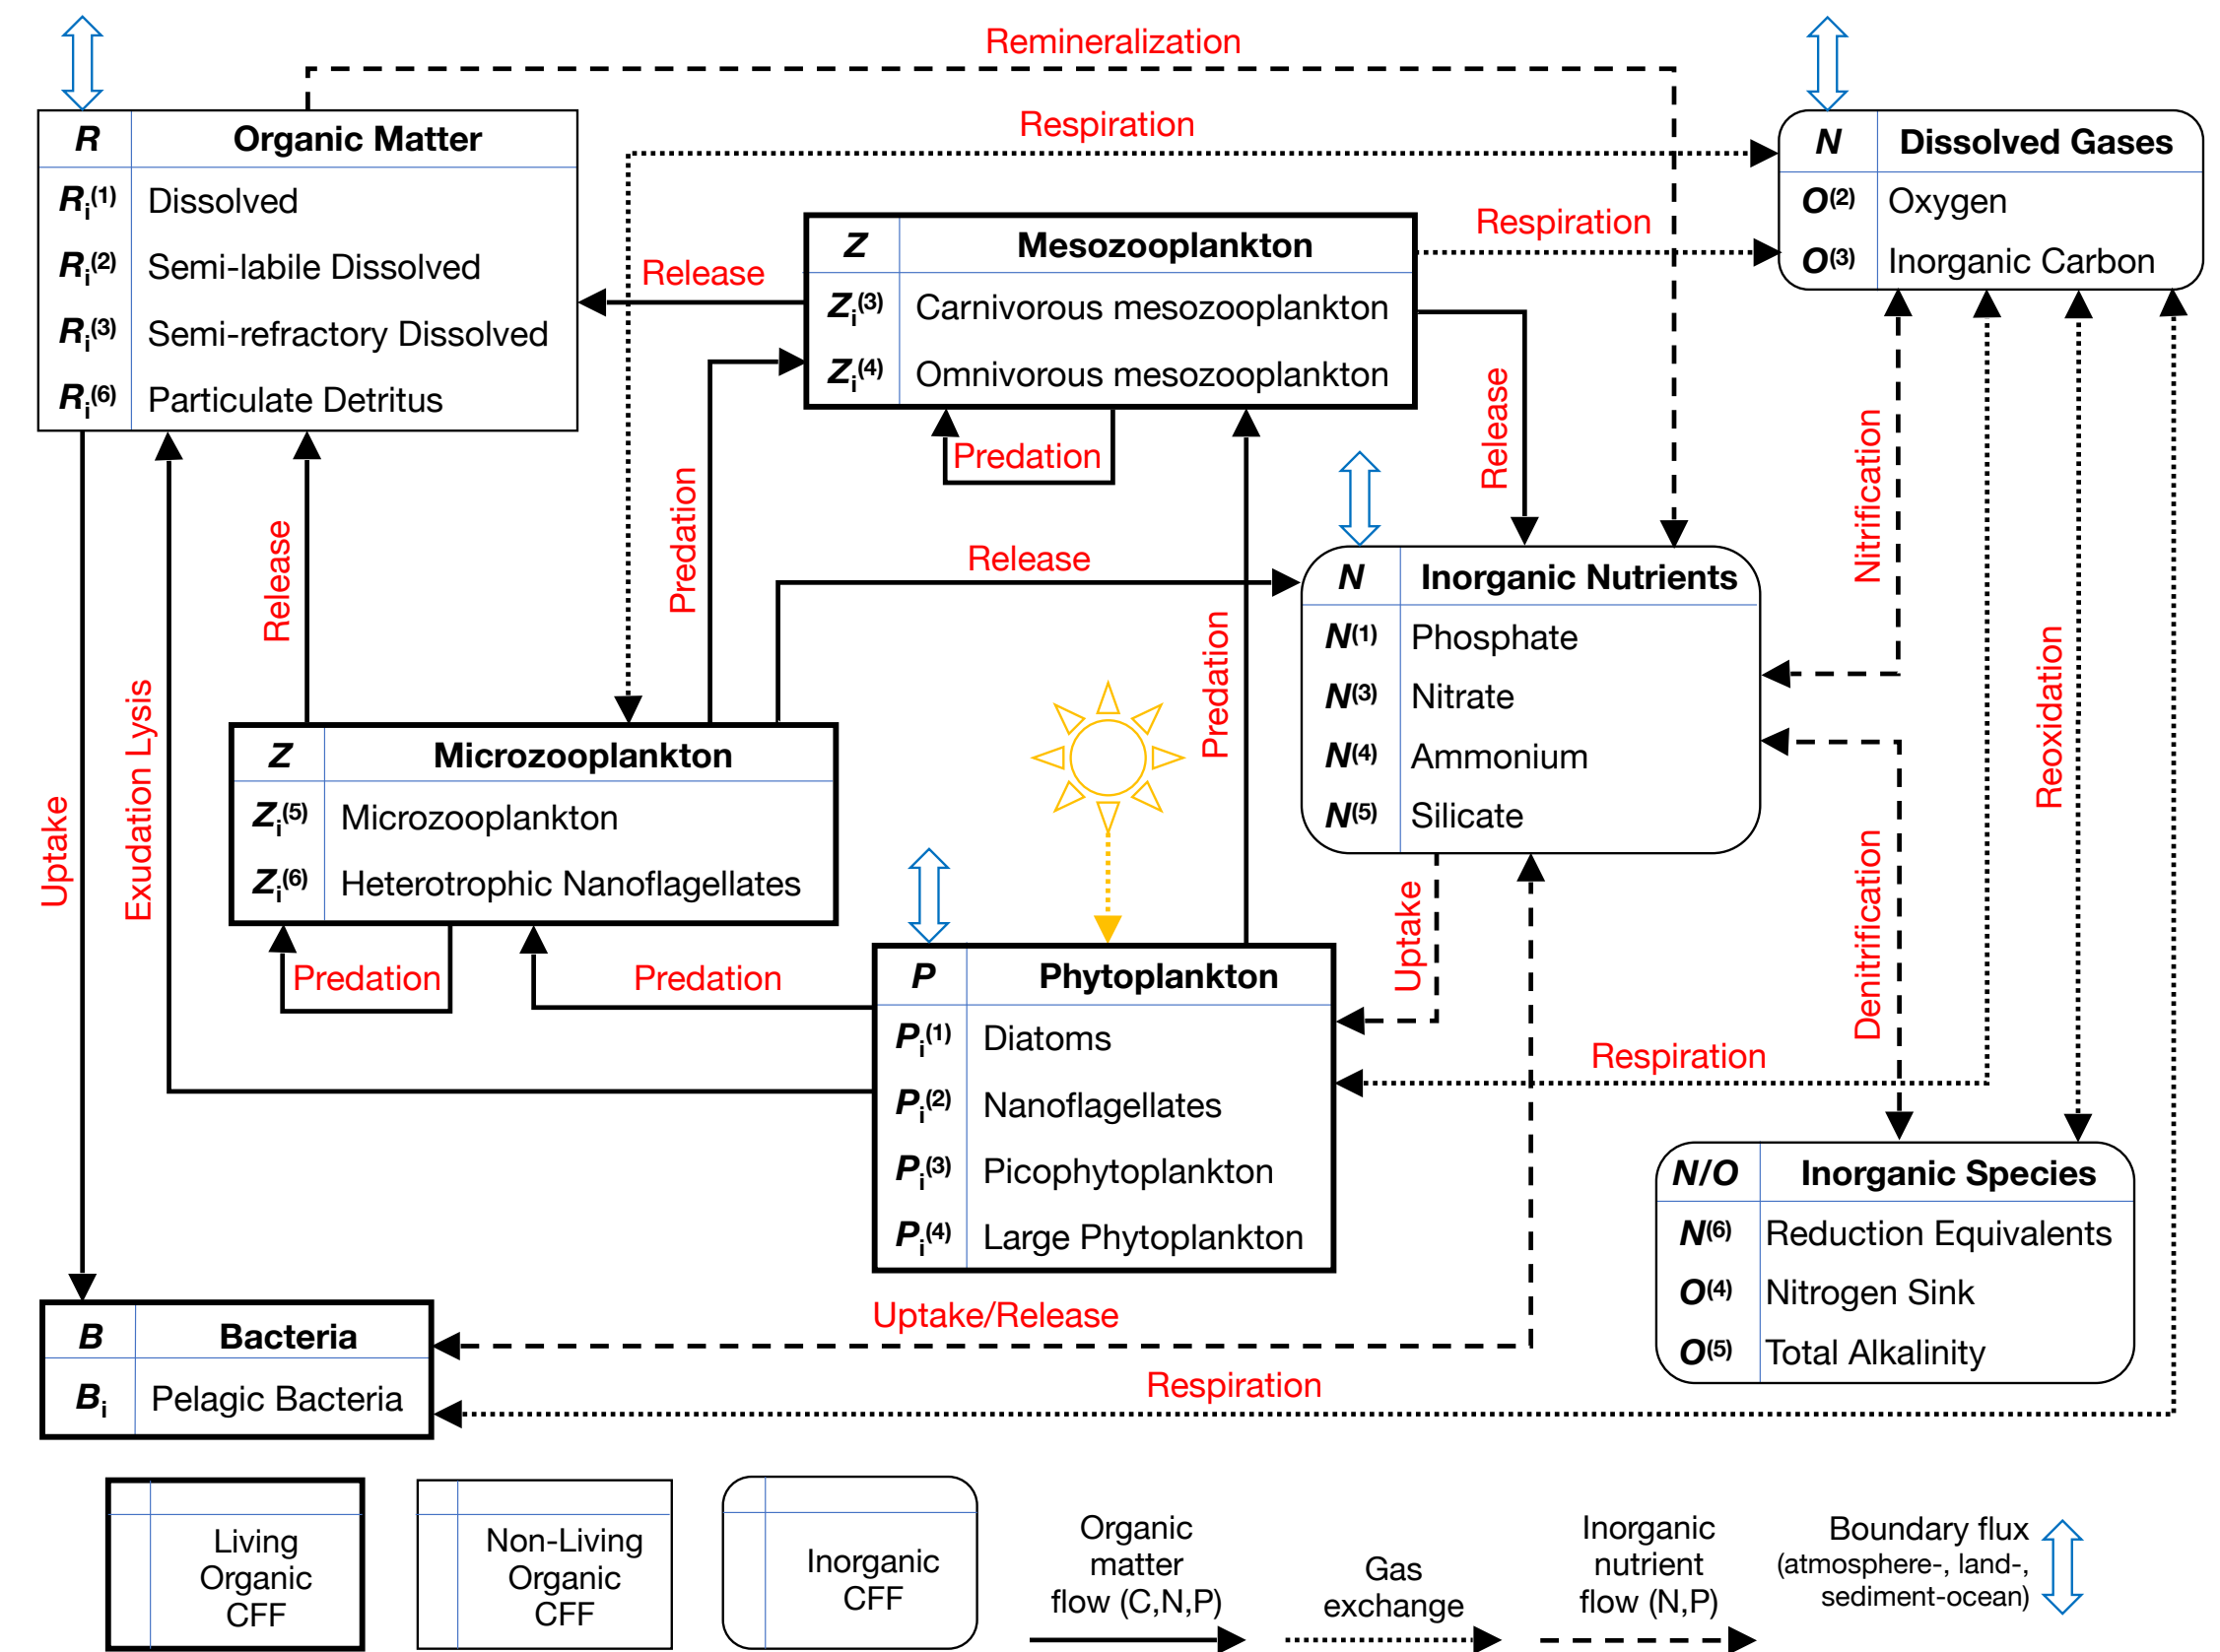 Remineralization
R Organic Matter
Ri(1) Dissolved
Ri(2) Semi-labile Dissolved
Ri(3) Semi-refractory Dissolved
Ri(6) Particulate Detritus
Respiration
N Dissolved Gases
O(2) Oxygen
O(3) Inorganic Carbon
Release
Z Mesozooplankton
Zi(3) Carnivorous mesozooplankton
Zi(4) Omnivorous mesozooplankton
Respiration
Predation
Predation
Release
Nitrification
Release
Release
N Inorganic Nutrients
N(1) Phosphate
N(3) Nitrate
N(4) Ammonium
N(5) Silicate
Predation
Reoxidation
Uptake
Exudation Lysis
Z Microzooplankton
Zi(5) Microzooplankton
Zi(6) Heterotrophic Nanoflagellates
Predation
Predation
Uptake
Denitrification
P Phytoplankton
Pi(1) Diatoms
Pi(2) Nanoflagellates
Pi(3) Picophytoplankton
Pi(4) Large Phytoplankton
Respiration
N/O Inorganic Species
N(6) Reduction Equivalents
O(4) Nitrogen Sink
O(5) Total Alkalinity
B Bacteria
Bi Pelagic Bacteria
Uptake/Release
Respiration
Living
Organic
CFF
Non-Living
Organic
CFF
Inorganic
CFF
Organic
matter
flow (C,N,P)
Gas
exchange
Inorganic
nutrient
flow (N,P)
Boundary flux
(atmosphere-, land-,
sediment-ocean)